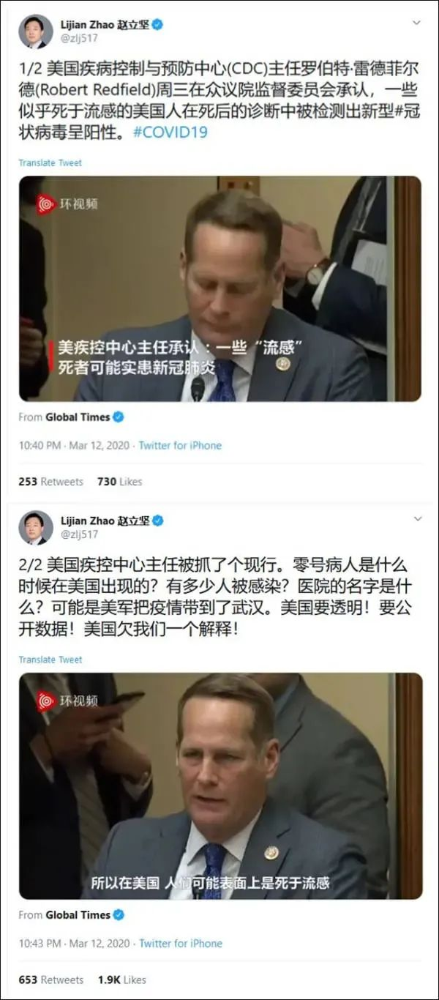 Lijian Zhao 赵立坚
@zlj517
1/2 美国疾病控制与预防中心(CDC)主任罗伯特·雷德菲尔
德(Robert Redfield)周三在众议院监督委员会承认，一些
似乎死于流感的美国人在死后的诊断中被检测出新型#冠
状病毒呈阳性。#COVID19
Translate Tweet
环视频
美疾控中心主任承认：一些“流感”
死者可能实患新冠肺炎
From Global Times
10:40 PM · Mar 12, 2020 · Twitter for iPhone
253 Retweets 730 Likes
Lijian Zhao 赵立坚
@zlj517
2/2 美国疾控中心主任被抓了个现行。零号病人是什么
时候在美国出现的？有多少人被感染？医院的名字是什
么？可能是美军把疫情带到了武汉。美国要透明！要公
开数据！美国欠我们一个解释！
Translate Tweet
环视频
所以在美国 人们可能表面上是死于流感
From Global Times
10:43 PM · Mar 12, 2020 · Twitter for iPhone
653 Retweets 1.9K Likes